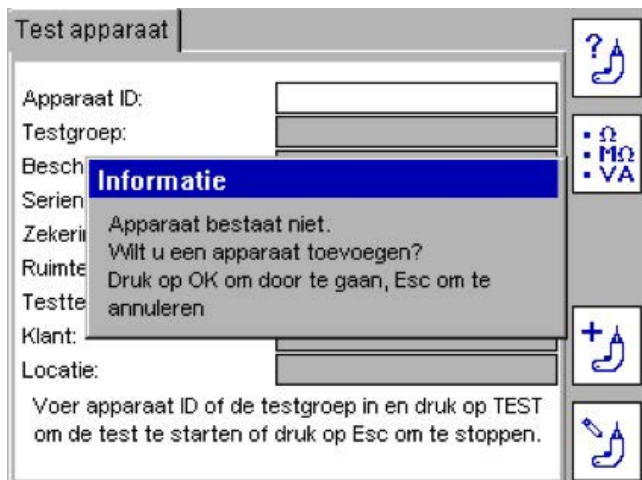 Test apparaat
Apparaat ID:
Testgroep:
Besch
Serien
Zekeri
Ruimte
Testte
Klant:
Locatie:
Informatie
Apparaat bestaat niet.
Wilt u een apparaat toevoegen?
Druk op OK om door te gaan, Esc om te
annuleren
Voer apparaat ID of de testgroep in en druk op TEST
om de test te starten of druk op Esc om te stoppen.
?
▪ Ω
▪ MΩ
▪ VA
+